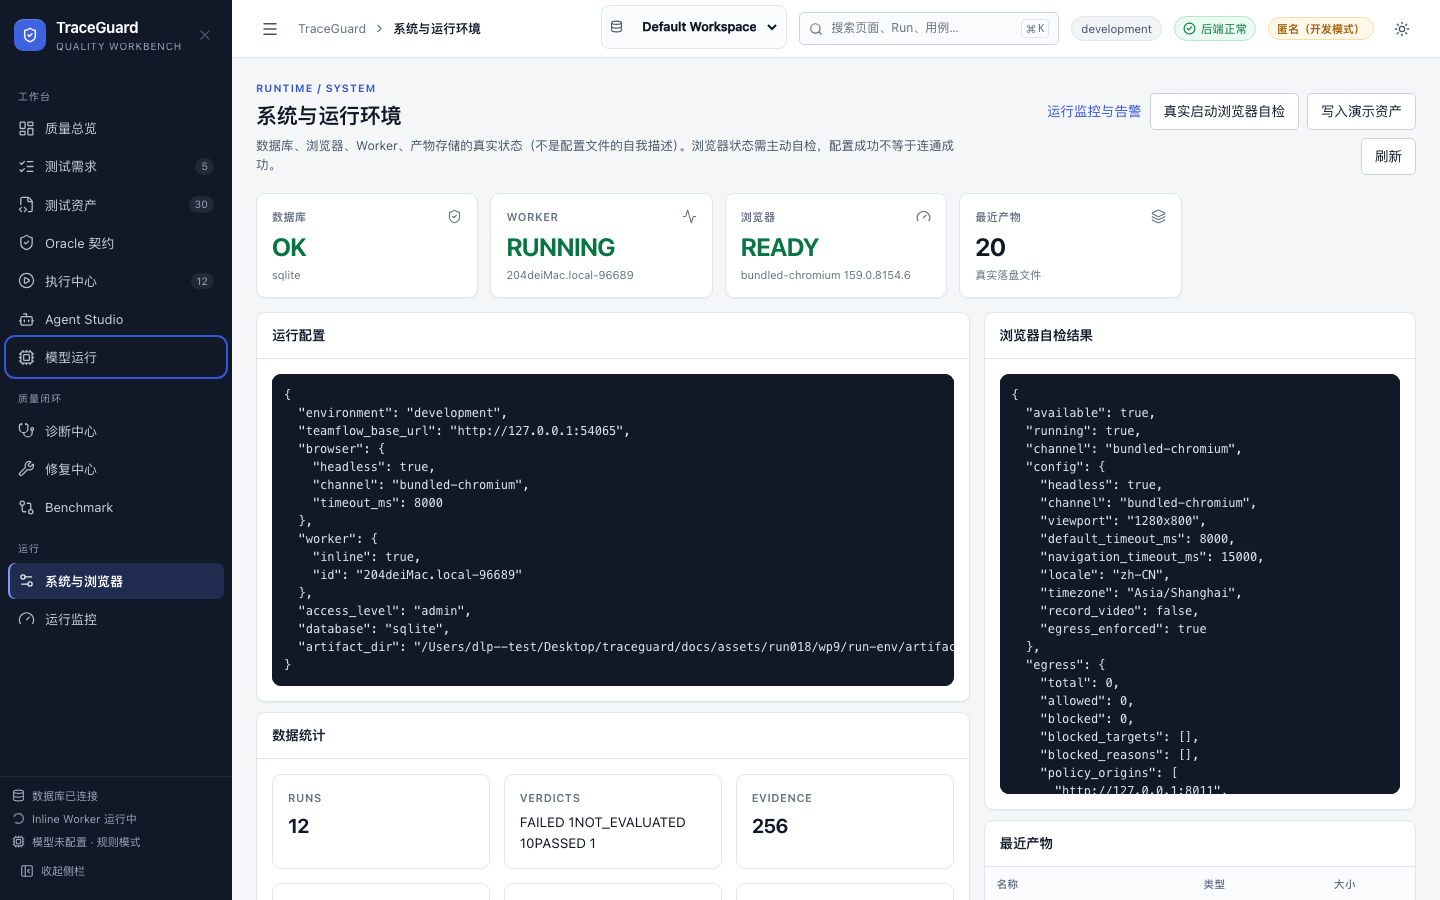 TraceGuard
QUALITY WORKBENCH
工作台
质量总览
测试需求 5
测试资产 30
Oracle 契约
执行中心 12
Agent Studio
模型运行
质量闭环
诊断中心
修复中心
Benchmark
运行
系统与浏览器
运行监控
数据库已连接
Inline Worker 运行中
模型未配置 · 规则模式
收起侧栏
TraceGuard 系统与运行环境
Default Workspace
搜索页面、Run、用例... ⌘ K
development
后端正常
匿名（开发模式）
RUNTIME / SYSTEM
系统与运行环境
数据库、浏览器、Worker、产物存储的真实状态（不是配置文件的自我描述）。浏览器状态需主动自检，配置成功不等于连通成
功。
运行监控与告警
真实启动浏览器自检
写入演示资产
刷新
数据库
OK
sqlite
WORKER
RUNNING
204deiMac.local-96689
浏览器
READY
bundled-chromium 159.0.8154.6
最近产物
20
真实落盘文件
运行配置
{
"environment": "development",
"teamflow_base_url": "http://127.0.0.1:54065",
"browser": {
"headless": true,
"channel": "bundled-chromium",
"timeout_ms": 8000
},
"worker": {
"inline": true,
"id": "204deiMac.local-96689"
},
"access_level": "admin",
"database": "sqlite",
"artifact_dir": "/Users/dlp--test/Desktop/traceguard/docs/assets/run018/wp9/run-env/artifac
}
浏览器自检结果
{
"available": true,
"running": true,
"channel": "bundled-chromium",
"config": {
"headless": true,
"channel": "bundled-chromium",
"viewport": "1280x800",
"default_timeout_ms": 8000,
"navigation_timeout_ms": 15000,
"locale": "zh-CN",
"timezone": "Asia/Shanghai",
"record_video": false,
"egress_enforced": true
},
"egress": {
"total": 0,
"allowed": 0,
"blocked": 0,
"blocked_targets": [],
"blocked_reasons": [],
"policy_origins": [
"http://127.0.0.1:8011",
数据统计
RUNS
12
VERDICTS
FAILED 1NOT_EVALUATED
10PASSED 1
EVIDENCE
256
最近产物
名称 类型 大小